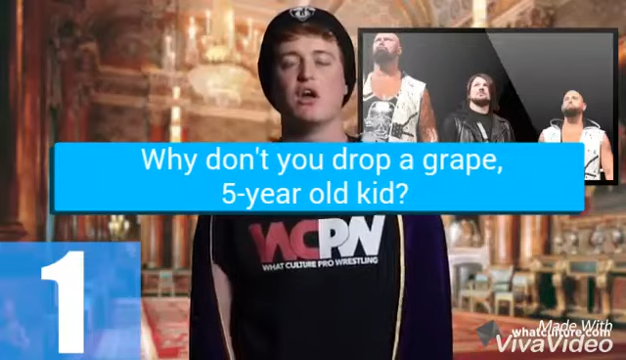 Why don't you drop a grape,
5-year old kid?
WCPW
WHAT CULTURE PRO WRESTLING
1
whatculture.com
Made With
VivaVideo